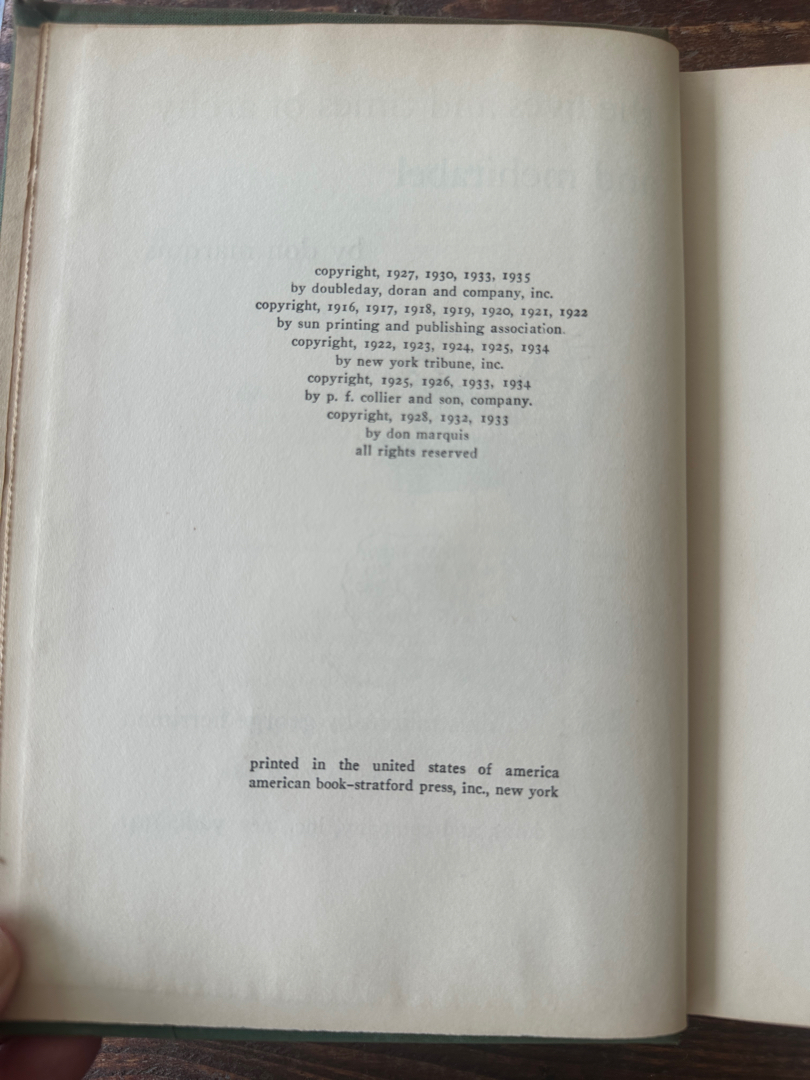 copyright, 1927, 1930, 1933, 1935
by doubleday, doran and company, inc.
copyright, 1916, 1917, 1918, 1919, 1920, 1921, 1922
by sun printing and publishing association.
copyright, 1922, 1923, 1924, 1925, 1934
by new york tribune, inc.
copyright, 1925, 1926, 1933, 1934
by p. f. collier and son, company.
copyright, 1928, 1932, 1933
by don marquis
all rights reserved
printed in the united states of america
american book–stratford press, inc., new york